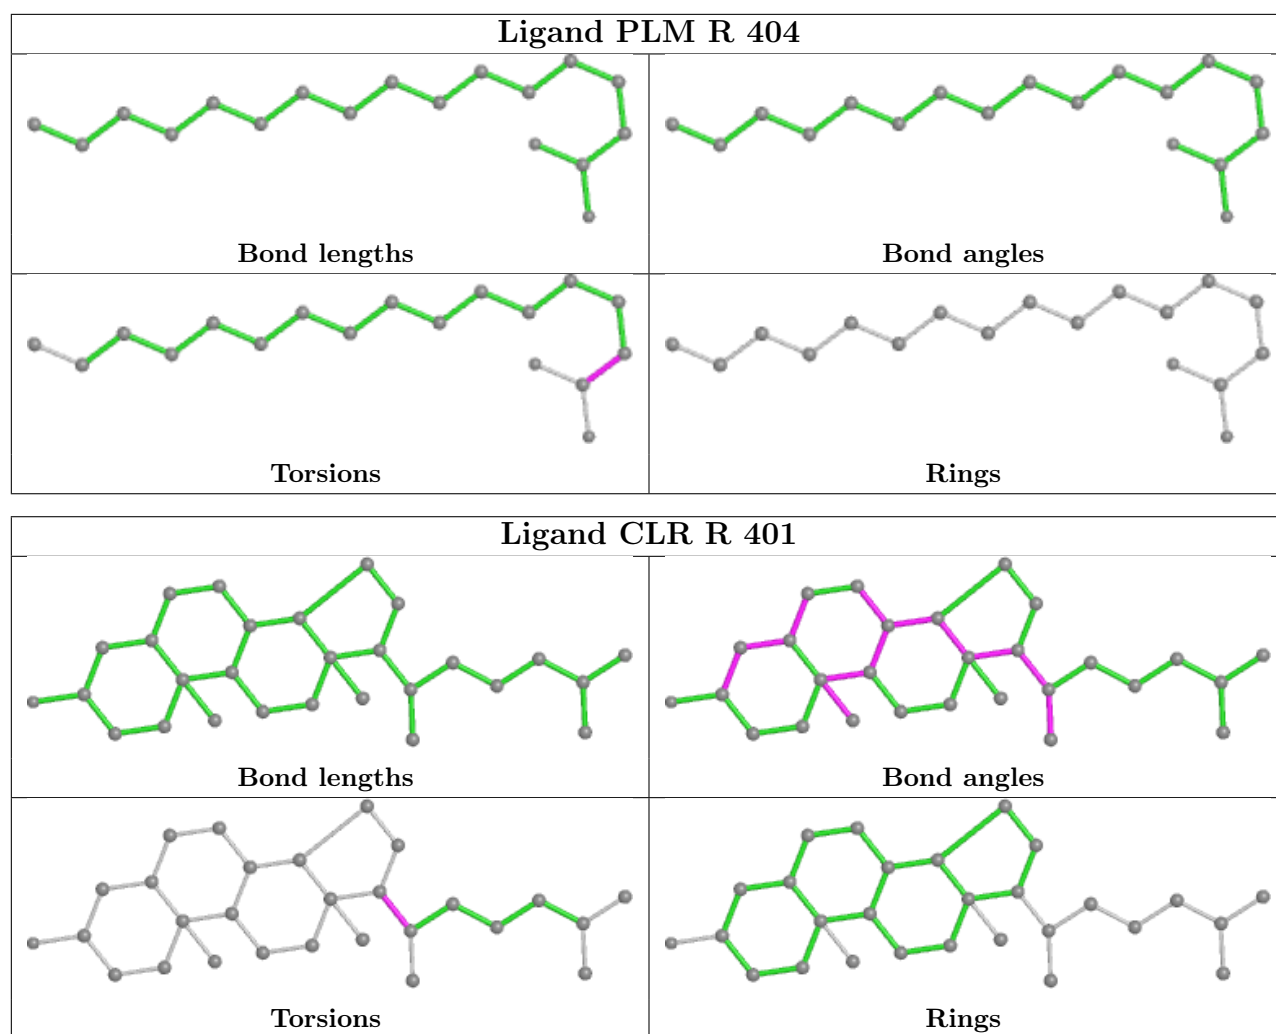 Ligand PLM R 404
Bond lengths
Bond angles
Torsions
Rings
Ligand CLR R 401
Bond lengths
Bond angles
Torsions
Rings